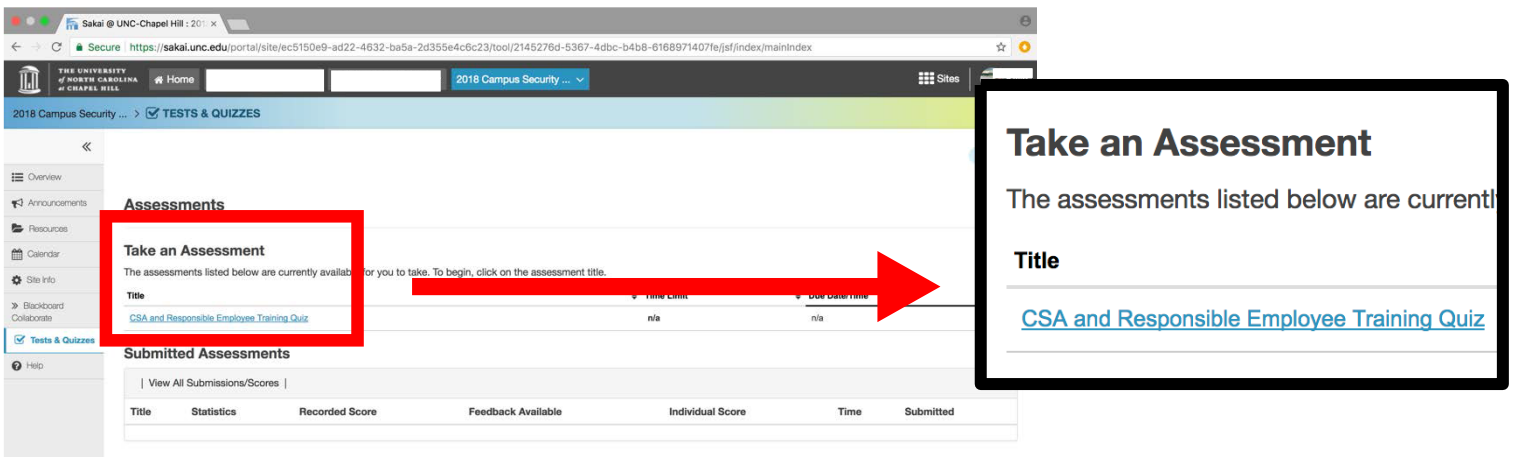 Sakai @ UNC-Chapel Hill : 201
Secure https://sakai.unc.edu/portal/site/ec5150e9-ad22-4632-ba5a-2d355e4c6c23/tool/2145276d-5367-4dbc-b4b8-6168971407fe/jsf/index/mainIndex
THE UNIVERSITY
of NORTH CAROLINA
at CHAPEL HILL
Home
2018 Campus Security ...
Sites
2018 Campus Security ... > TESTS & QUIZZES
Overview
Announcements
Resources
Calendar
Site Info
Blackboard
Collaborate
Tests & Quizzes
Help
Assessments
Take an Assessment
The assessments listed below are currently available for you to take. To begin, click on the assessment title.
Title Time Limit Due Date/Time
CSA and Responsible Employee Training Quiz n/a n/a
Submitted Assessments
| View All Submissions/Scores |
Title Statistics Recorded Score Feedback Available Individual Score Time Submitted
Take an Assessment
The assessments listed below are currently
Title
CSA and Responsible Employee Training Quiz